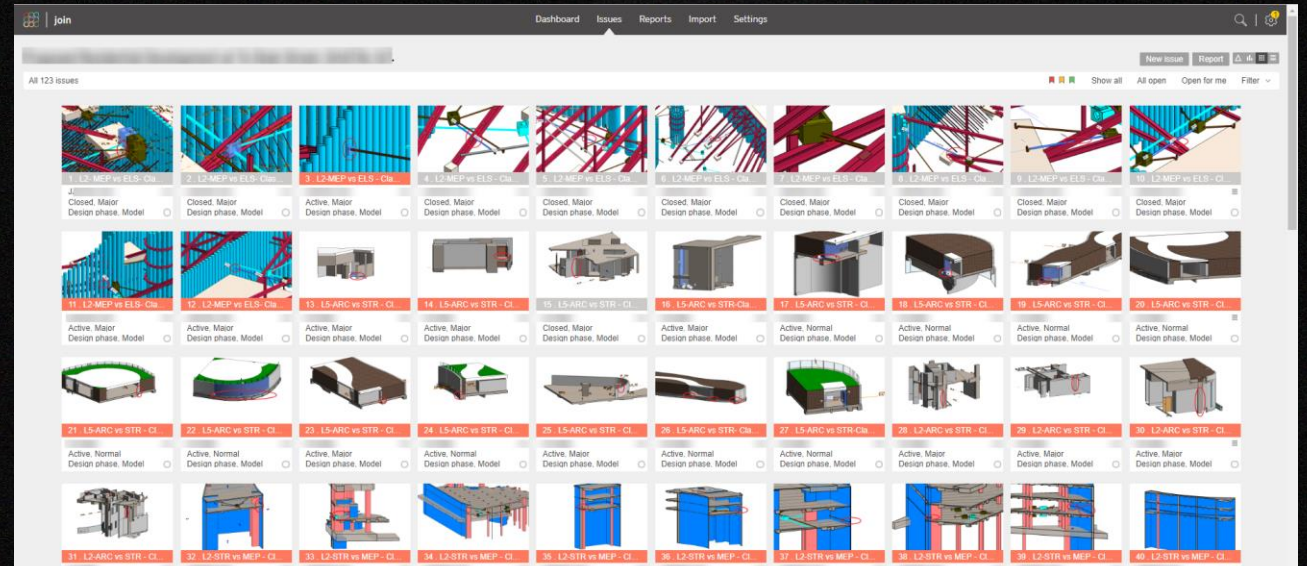 join
Dashboard Issues Reports Import Settings
1
New issue Report
All 123 issues
Show all All open Open for me Filter
1 . L2- MEP vs ELS - Cla...
2 . L2-MEP vs ELS- Clas...
3 . L2-MEP vs ELS - Cla...
4 . L2-MEP vs ELS - Cla...
5 . L2-MEP vs ELS - Cla...
6 . L2-MEP vs ELS - Cla...
7 . L2-MEP vs ELS - Cla...
8 . L2-MEP vs ELS - Cla...
9 . L2-MEP vs ELS - Cla...
10 . L2-MEP vs ELS - Cl...
Closed, Major Closed, Major Active, Major Closed, Major Closed, Major Closed, Major Closed, Major Closed, Major Closed, Major Closed, Major
Design phase, Model Design phase, Model Design phase, Model Design phase, Model Design phase, Model Design phase, Model Design phase, Model Design phase, Model Design phase, Model Design phase, Model
11 . L2-MEP vs ELS- Cla...
12 . L2-MEP vs ELS- Cla...
13 . L5-ARC vs STR - Cl...
14 . L5-ARC vs STR - Cl...
15 . L5-ARC vs STR - Cl...
16 . L5-ARC vs STR-Cla...
17 . L5-ARC vs STR - Cl...
18 . L5-ARC vs STR - Cl...
19 . L5-ARC vs STR - Cl...
20 . L5-ARC vs STR - Cl...
Active, Major Active, Major Active, Major Active, Major Closed, Major Active, Major Active, Normal Active, Normal Active, Normal Active, Normal
Design phase, Model Design phase, Model Design phase, Model Design phase, Model Design phase, Model Design phase, Model Design phase, Model Design phase, Model Design phase, Model Design phase, Model
21 . L5-ARC vs STR - Cl...
22 . L5-ARC vs STR - Cl...
23 . L5-ARC vs STR - Cl...
24 . L5-ARC vs STR - Cl...
25 . L5-ARC vs STR - Cl...
26 . L5-ARC vs STR- Cla...
27 . L5-ARC vs STR-Cla...
28 . L2-ARC vs STR - Cl...
29 . L2-ARC vs STR - Cl...
30 . L2-ARC vs STR - Cl...
Active, Normal Active, Normal Active, Normal Active, Normal Active, Major Active, Normal Active, Normal Active, Major Active, Major Active, Major
Design phase, Model Design phase, Model Design phase, Model Design phase, Model Design phase, Model Design phase, Model Design phase, Model Design phase, Model Design phase, Model Design phase, Model
31 . L2-ARC vs STR - Cl...
32 . L2-STR vs MEP - Cl...
33 . L2-STR vs MEP - Cl...
34 . L2-STR vs MEP - Cl...
35 . L2-STR vs MEP - Cl...
36 . L2-STR vs MEP - Cl...
37 . L2-STR vs MEP - Cl...
38 . L2-STR vs MEP - Cl...
39 . L2-STR vs MEP - Cl...
40 . L2-STR vs MEP - Cl...